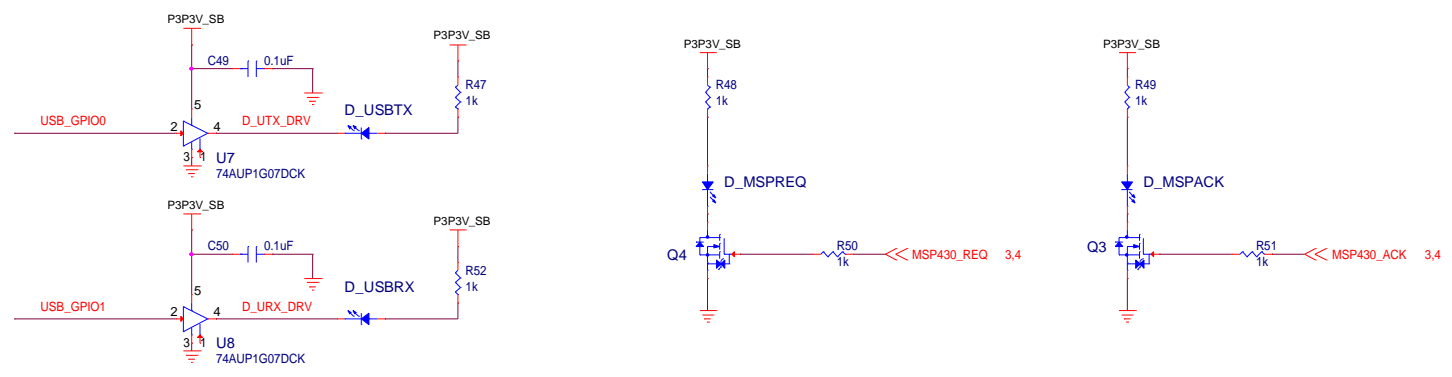 P3P3V_SB
C49 0.1uF
P3P3V_SB
R47
1k
5
D_USBTX
USB_GPIO0
2
4
D_UTX_DRV
3
1
U7
74AUP1G07DCK
P3P3V_SB
C50 0.1uF
P3P3V_SB
R52
1k
5
D_USBRX
USB_GPIO1
2
4
D_URX_DRV
3
1
U8
74AUP1G07DCK
P3P3V_SB
R48
1k
D_MSPREQ
Q4
R50
1k
MSP430_REQ 3,4
P3P3V_SB
R49
1k
D_MSPACK
Q3
R51
1k
MSP430_ACK 3,4